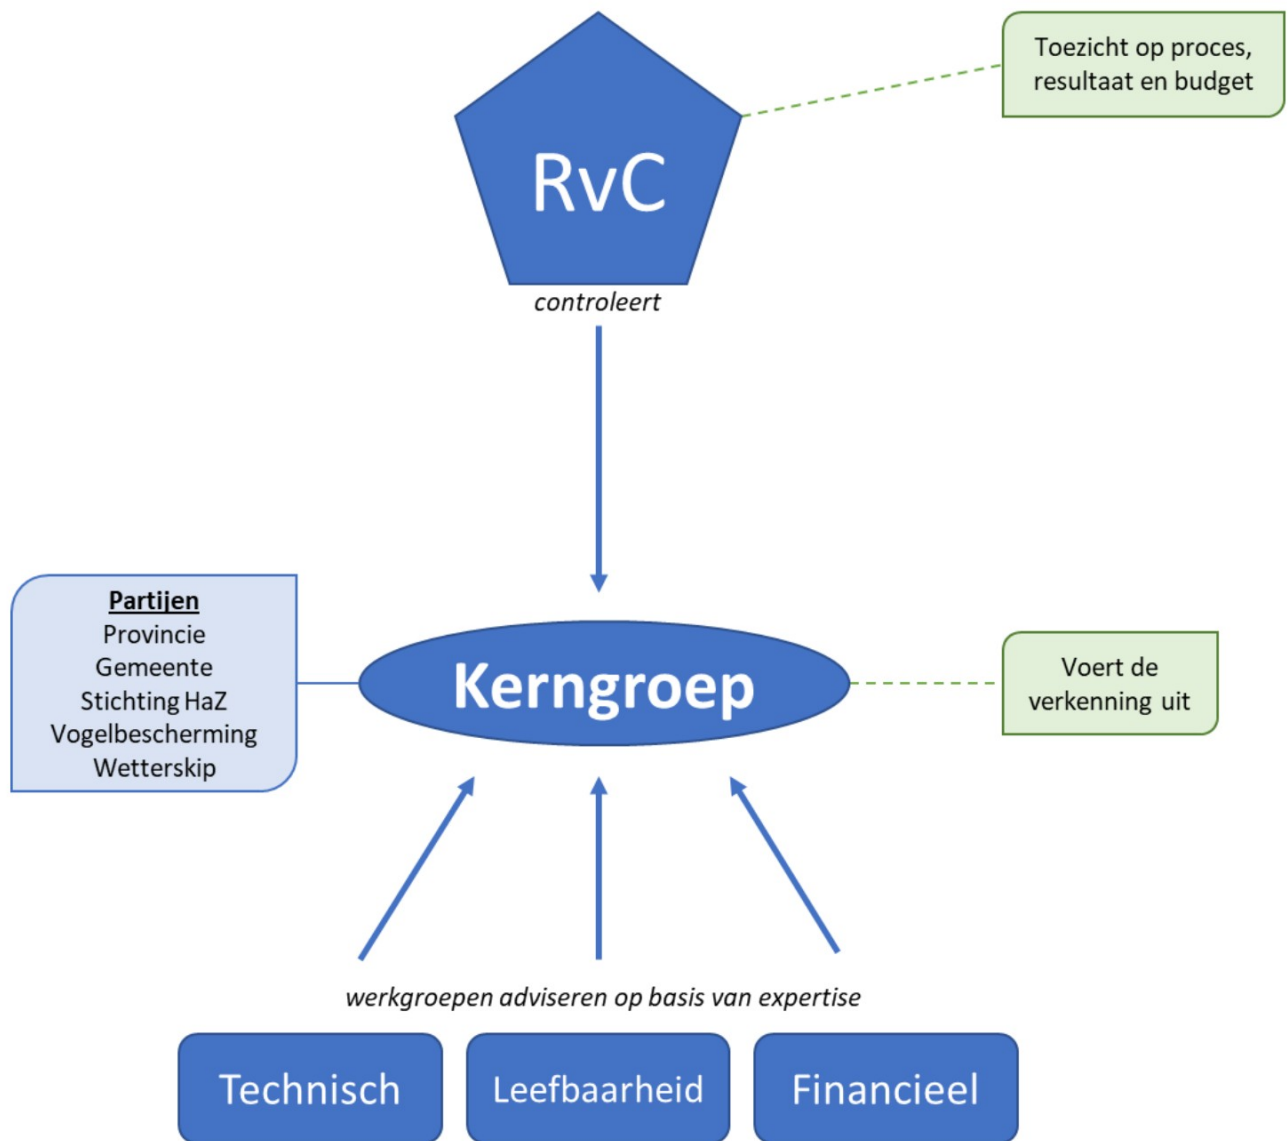 Toezicht op proces,
resultaat en budget
RvC
controleert
Partijen
Provincie
Gemeente
Stichting HaZ
Vogelbescherming
Wetterskip
Kerngroep
Voert de
verkenning uit
werkgroepen adviseren op basis van expertise
Technisch
Leefbaarheid
Financieel